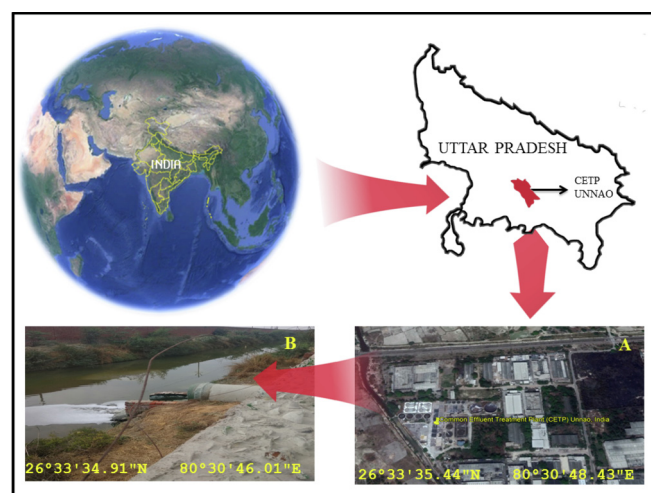 INDIA
UTTAR PRADESH
CETP
UNNAO
B
26°33'34.91"N 80°30'46.01"E
A
Common Effluent Treatment Plant (CETP) Unnao, India
26°33'35.44"N 80°30'48.43"E